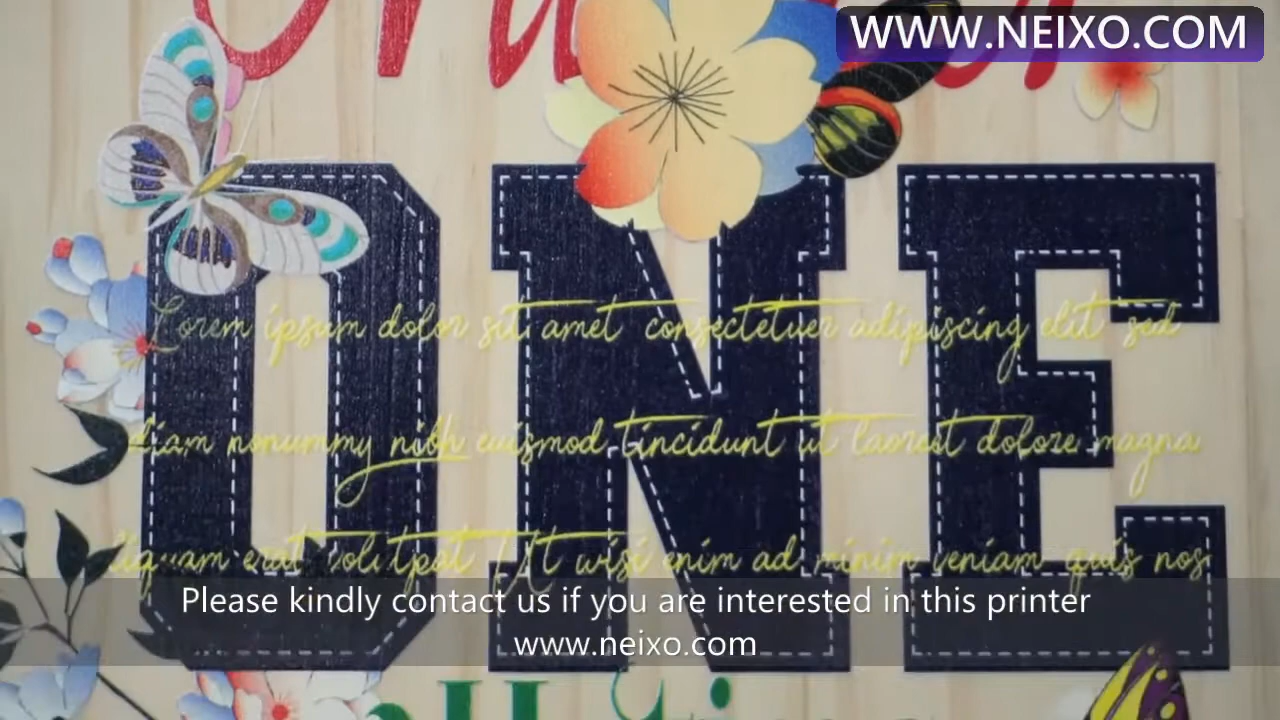 WWW.NEIXO.COM
ONE
Lorem ipsum dolor sit amet consectetuer adipiscing elit sed
diam nonummy nibh euismod tincidunt ut laoreet dolore magna
aliquam erat volutpat Ut wisi enim ad minim veniam quis nos
Please kindly contact us if you are interested in this printer
www.neixo.com